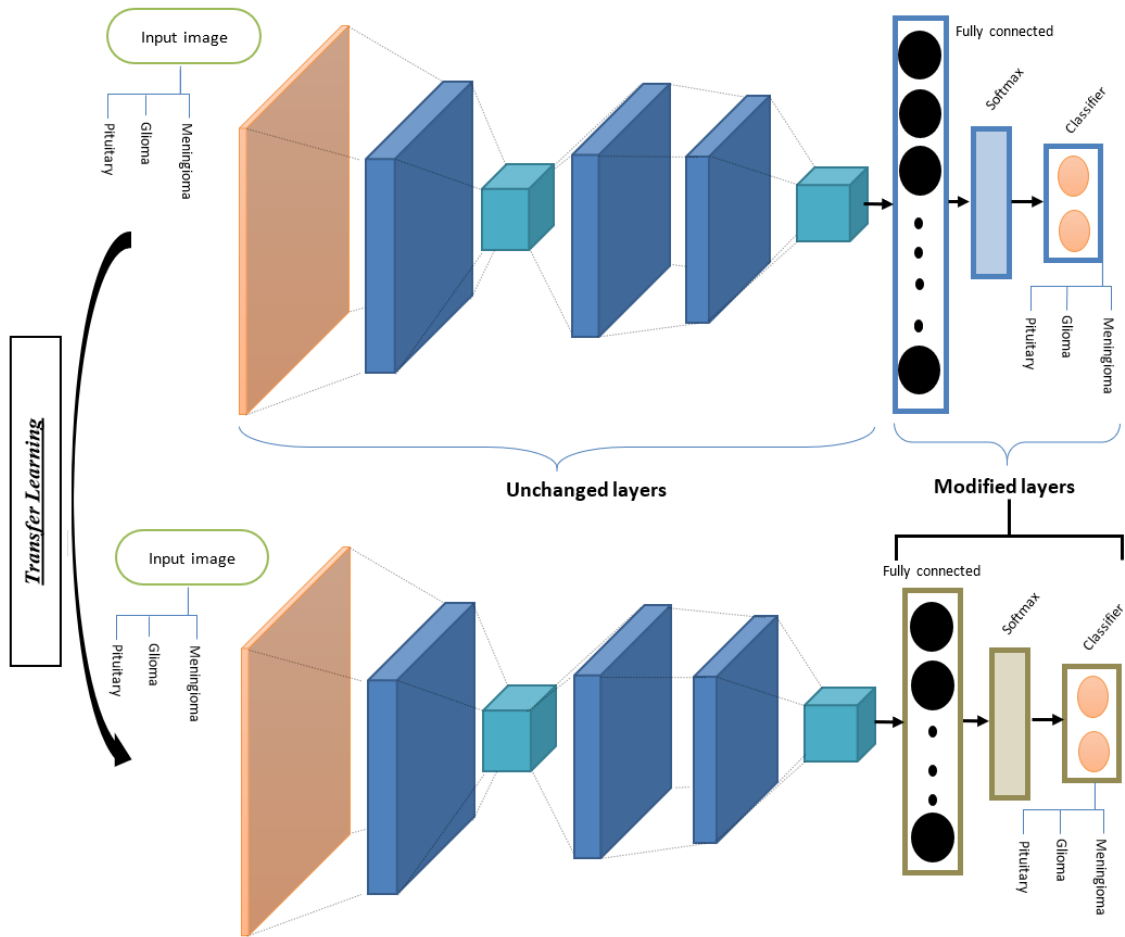 Input image
Pituitary
Glioma
Meningioma
Fully connected
Softmax
Classifier
Pituitary
Glioma
Meningioma
Unchanged layers
Modified layers
Transfer Learning
Input image
Pituitary
Glioma
Meningioma
Fully connected
Softmax
Classifier
Pituitary
Glioma
Meningioma